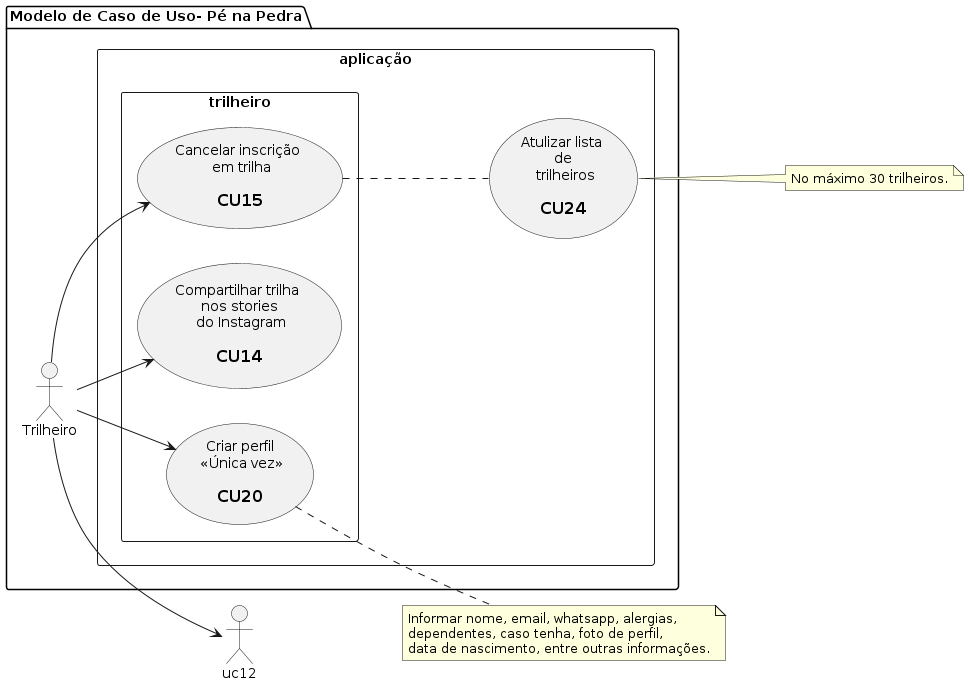 Modelo de Caso de Uso- Pé na Pedra
aplicação
trilheiro
Cancelar inscrição
em trilha
CU15
Atulizar lista
de
trilheiros
CU24
No máximo 30 trilheiros.
Compartilhar trilha
nos stories
do Instagram
CU14
Trilheiro
Criar perfil
«Única vez»
CU20
Informar nome, email, whatsapp, alergias,
dependentes, caso tenha, foto de perfil,
data de nascimento, entre outras informações.
uc12